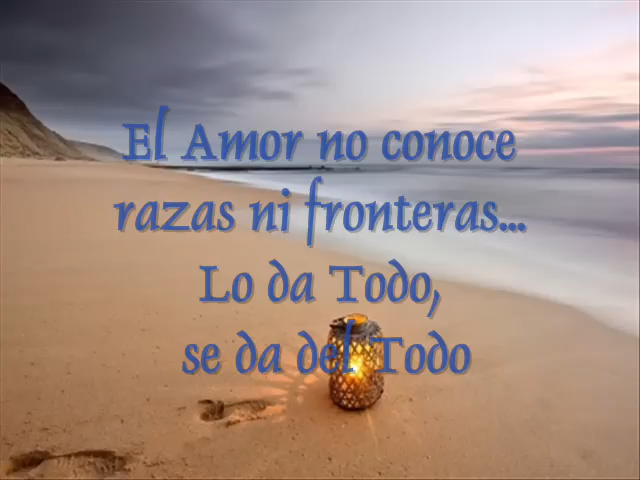 El Amor no conoce
razas ni fronteras...
Lo da Todo,
se da del Todo